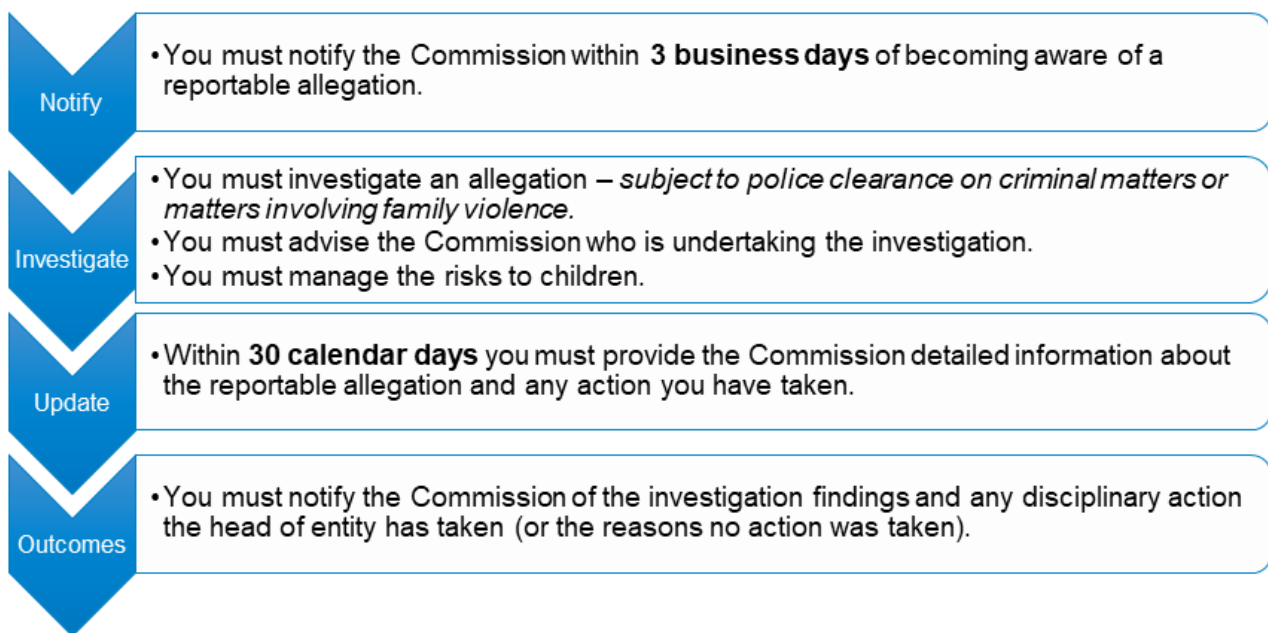 Notify
•You must notify the Commission within 3 business days of becoming aware of a
reportable allegation.
Investigate
•You must investigate an allegation – subject to police clearance on criminal matters or
matters involving family violence.
•You must advise the Commission who is undertaking the investigation.
•You must manage the risks to children.
Update
•Within 30 calendar days you must provide the Commission detailed information about
the reportable allegation and any action you have taken.
Outcomes
•You must notify the Commission of the investigation findings and any disciplinary action
the head of entity has taken (or the reasons no action was taken).